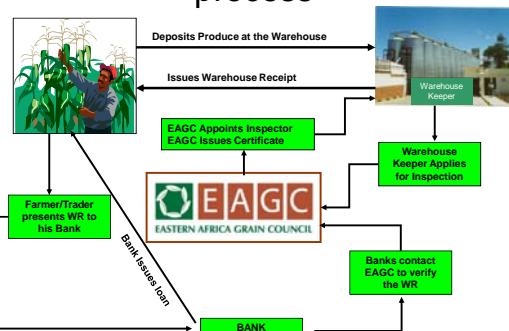 process
Deposits Produce at the Warehouse
Issues Warehouse Receipt
Warehouse
Keeper
EAGC Appoints Inspector
EAGC Issues Certificate
Warehouse
Keeper Applies
for Inspection
EAGC
EASTERN AFRICA GRAIN COUNCIL
Farmer/Trader
presents WR to
his Bank
Bank Issues loan
Banks contact
EAGC to verify
the WR
BANK